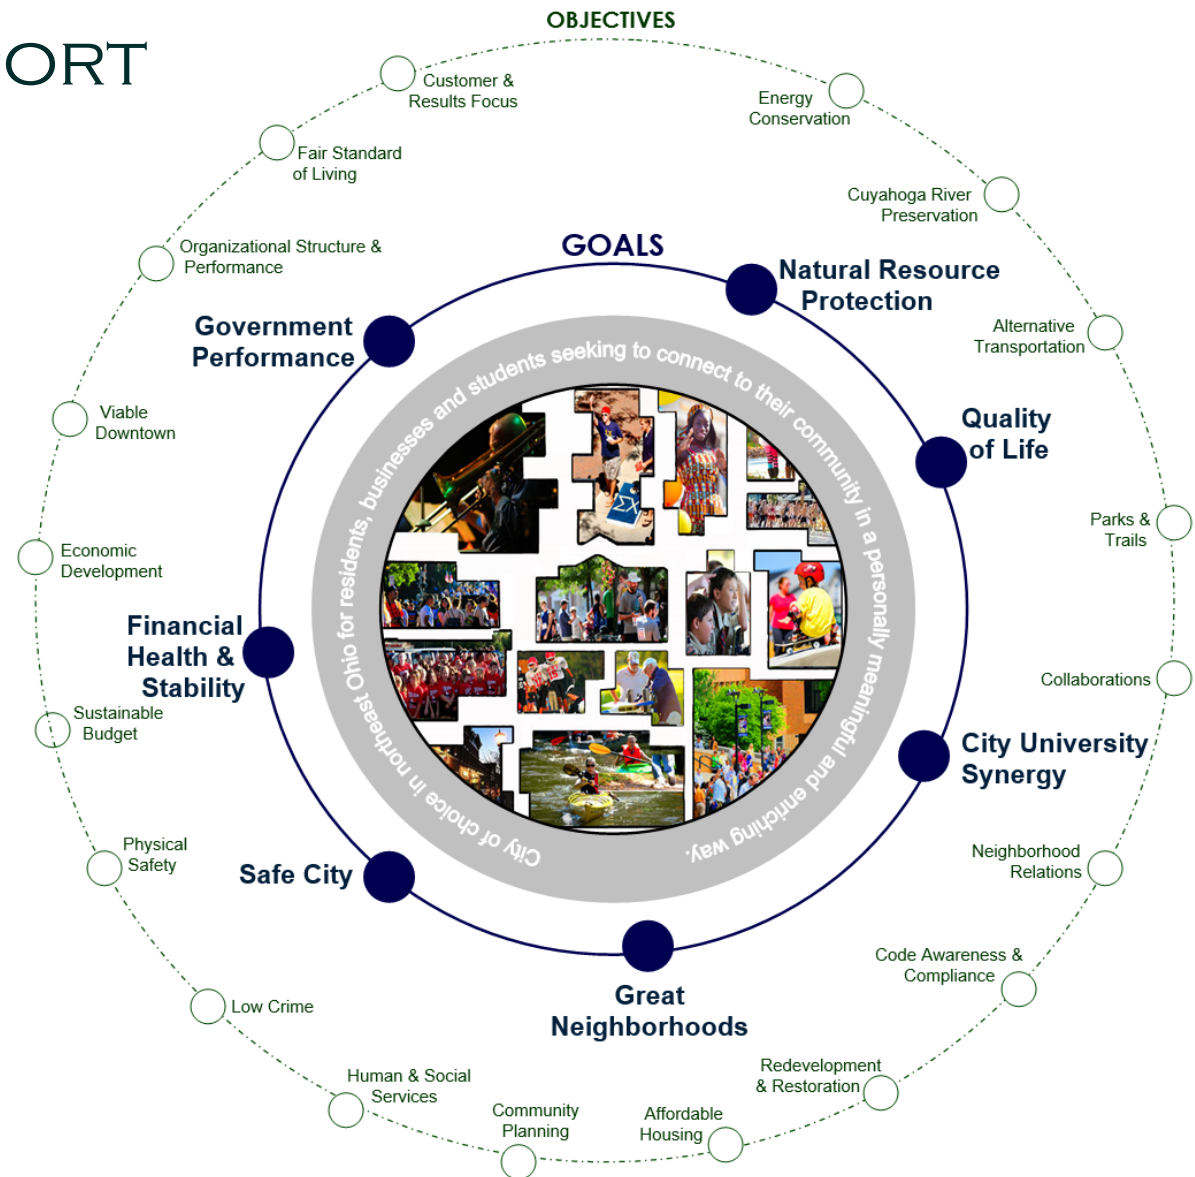 OBJECTIVES
ORT
Customer &
Results Focus
Energy
Conservation
Fair Standard
of Living
Cuyahoga River
Preservation
Organizational Structure &
Performance
GOALS
Natural Resource
Protection
Government
Performance
Alternative
Transportation
Viable
Downtown
Quality
of Life
Parks &
Trails
Economic
Development
Financial
Health &
Stability
Collaborations
Sustainable
Budget
City University
Synergy
Physical
Safety
Neighborhood
Relations
Safe City
Code Awareness &
Compliance
Great
Neighborhoods
Low Crime
Redevelopment
& Restoration
Human & Social
Services
Community
Planning
Affordable
Housing
City of choice in northeast Ohio for residents, businesses and students seeking to connect to their community in a personally meaningful and enriching way.
ΣX